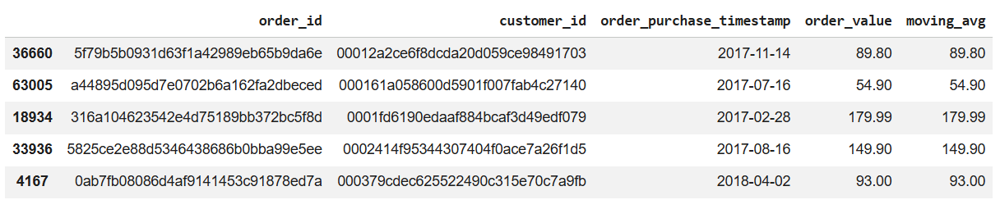 order_id customer_id order_purchase_timestamp order_value moving_avg
36660 5f79b5b0931d63f1a42989eb65b9da6e 00012a2ce6f8dcda20d059ce98491703 2017-11-14 89.80 89.80
63005 a44895d095d7e0702b6a162fa2dbeced 000161a058600d5901f007fab4c27140 2017-07-16 54.90 54.90
18934 316a104623542e4d75189bb372bc5f8d 0001fd6190edaaf884bcaf3d49edf079 2017-02-28 179.99 179.99
33936 5825ce2e88d5346438686b0bba99e5ee 0002414f95344307404f0ace7a26f1d5 2017-08-16 149.90 149.90
4167 0ab7fb08086d4af9141453c91878ed7a 000379cdec625522490c315e70c7a9fb 2018-04-02 93.00 93.00